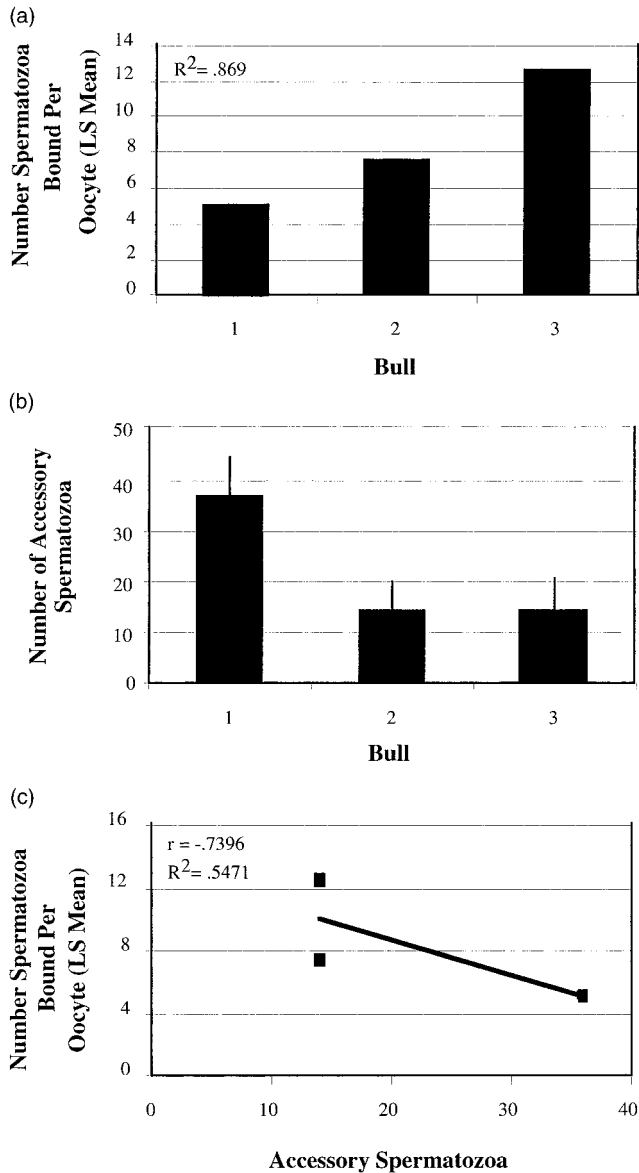 (a)
Number Spermatozoa
Bound Per
Oocyte (LS Mean)
14
12
10
8
6
4
2
0
R2= .869
1 2 3
Bull
(b)
Number of Accessory
Spermatozoa
50
40
30
20
10
0
1 2 3
Bull
(c)
Number Spermatozoa
Bound Per
Oocyte (LS Mean)
16
12
8
4
0
r = -.7396
R2= .5471
0 10 20 30 40
Accessory Spermatozoa